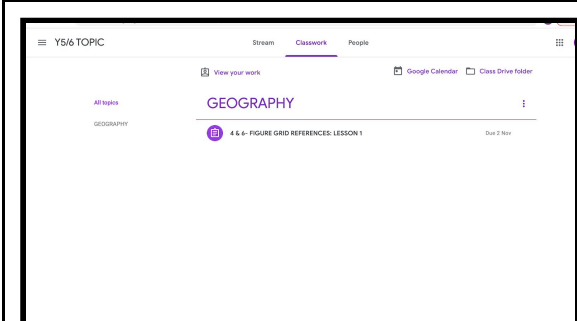 Y5/6 TOPIC
Stream Classwork People
View your work
Google Calendar Class Drive folder
All topics
GEOGRAPHY
GEOGRAPHY
4 & 6- FIGURE GRID REFERENCES: LESSON 1
Due 2 Nov